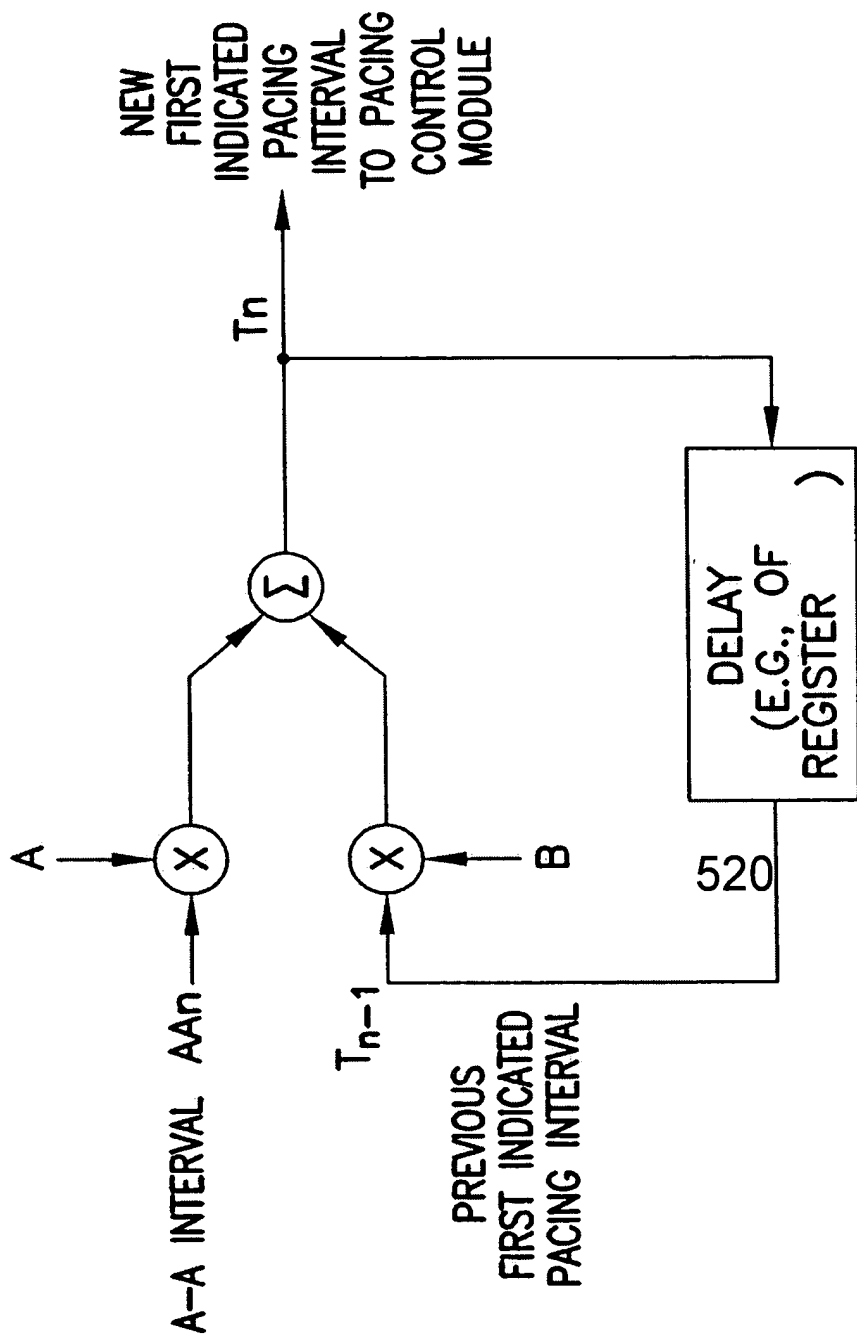 A
A-A INTERVAL AAn
X
Σ
Tn
NEW
FIRST
INDICATED
PACING
INTERVAL
TO PACING
CONTROL
MODULE
Tn-1
X
B
PREVIOUS
FIRST INDICATED
PACING INTERVAL
520
DELAY
(E.G., OF
REGISTER )